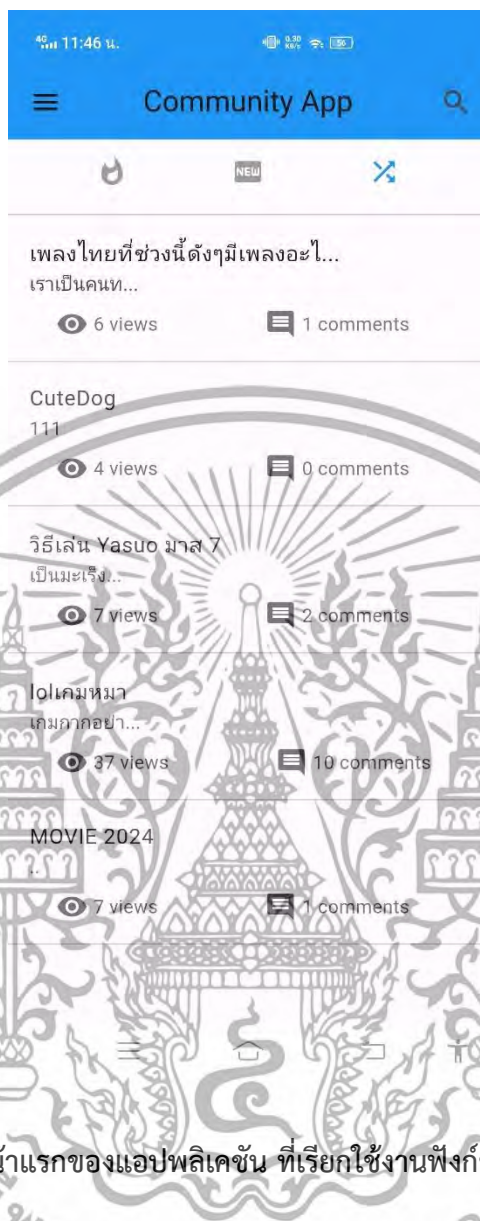 4G 11:46 น. 0.30 KB/s 56
Community App
NEW
เพลงไทยที่ช่วงนี้ดังๆมีเพลงอะไ...
เราเป็นคนท...
6 views 1 comments
CuteDog
111
4 views 0 comments
วิธีเล่น Yasuo มาส 7
เป็นมะเร็ง...
7 views 2 comments
lolเกมหมา
เกมกากอย่า...
37 views 10 comments
MOVIE 2024
..
7 views 1 comments
น้าแรกของแอปพลิเคชัน ที่เรียกใช้งานฟังก์